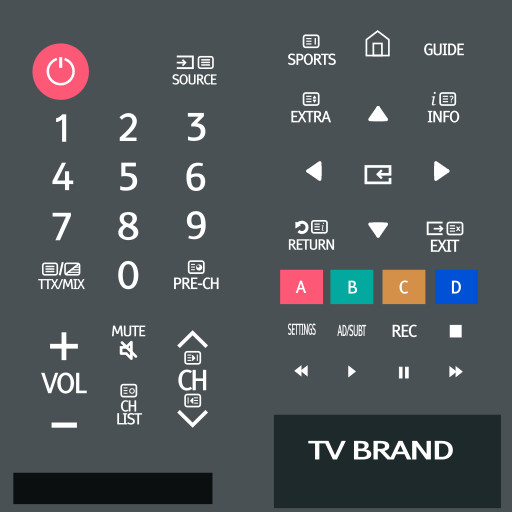 SOURCE
1 2 3
4 5 6
7 8 9
TTX/MIX 0 PRE-CH
MUTE
VOL
CH
LIST
CH
SPORTS
GUIDE
EXTRA
INFO
RETURN
EXIT
A B C D
SETTINGS AD/SUBT REC
TV BRAND